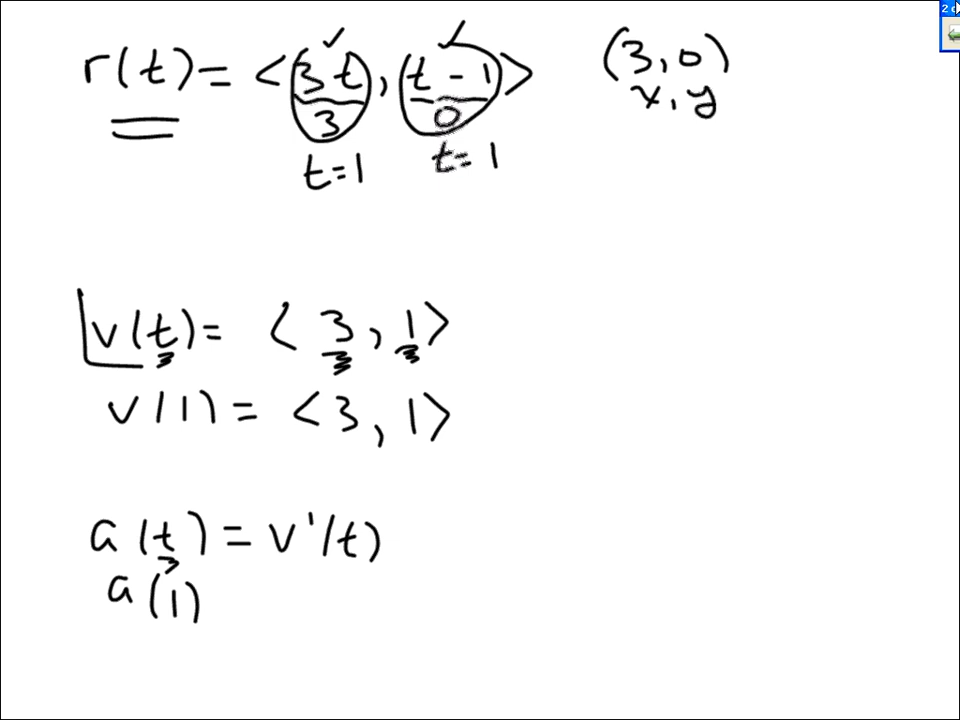 r(t) = <3t, t - 1> (3, 0)
3 0 x, y
t=1 t= 1
v(t) = < 3, 1>
v(1) = <3, 1>
a(t) = v'(t)
a(1)